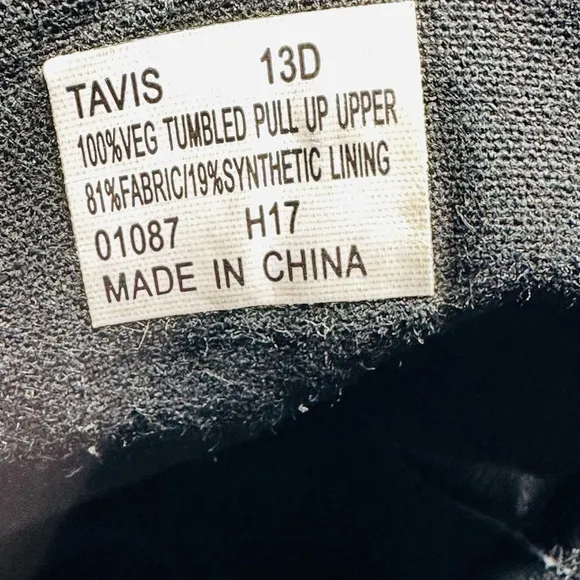 TAVIS 13D
100%VEG TUMBLED PULL UP UPPER
81%FABRIC/19%SYNTHETIC LINING
01087 H17
MADE IN CHINA